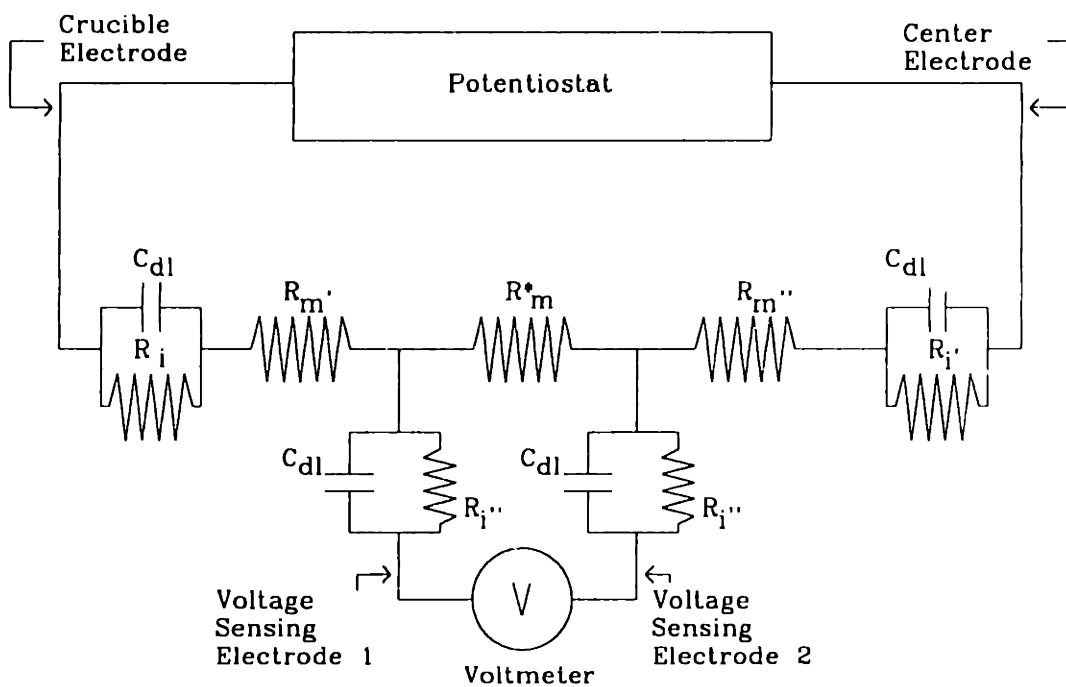 Crucible
Electrode
Potentiostat
Center
Electrode
Cdl
Ri
Rm'
R*m
Rm''
Cdl
Ri'
Cdl
Ri''
Cdl
Ri''
Voltage
Sensing
Electrode 1
V
Voltmeter
Voltage
Sensing
Electrode 2